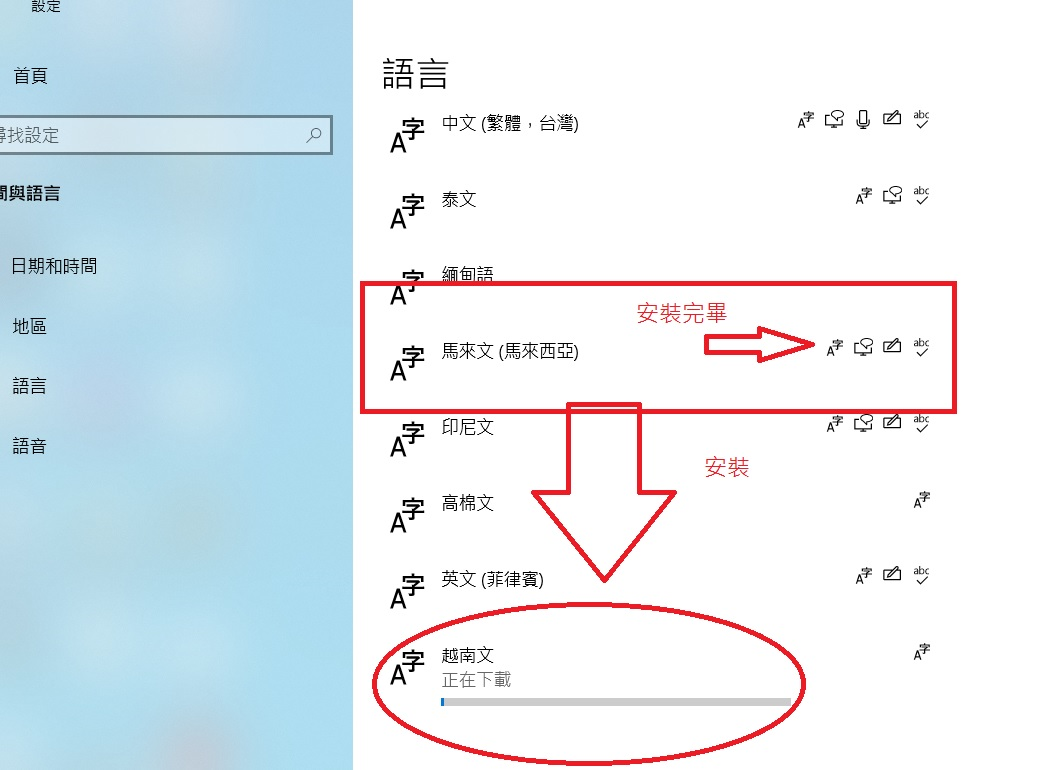 設定
首頁
尋找設定
間與語言
日期和時間
地區
語言
語音
語言
中文 (繁體，台灣)
泰文
緬甸語
安裝完畢
馬來文 (馬來西亞)
印尼文
安裝
高棉文
英文 (菲律賓)
越南文
正在下載